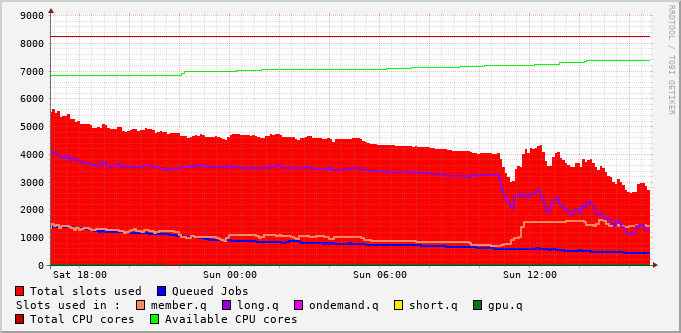 9000
8000
7000
6000
5000
4000
3000
2000
1000
0
Sat 18:00 Sun 00:00 Sun 06:00 Sun 12:00
Total slots used Queued Jobs
Slots used in : member.q long.q ondemand.q short.q gpu.q
Total CPU cores Available CPU cores
RRDTOOL / TOBI OETIKER